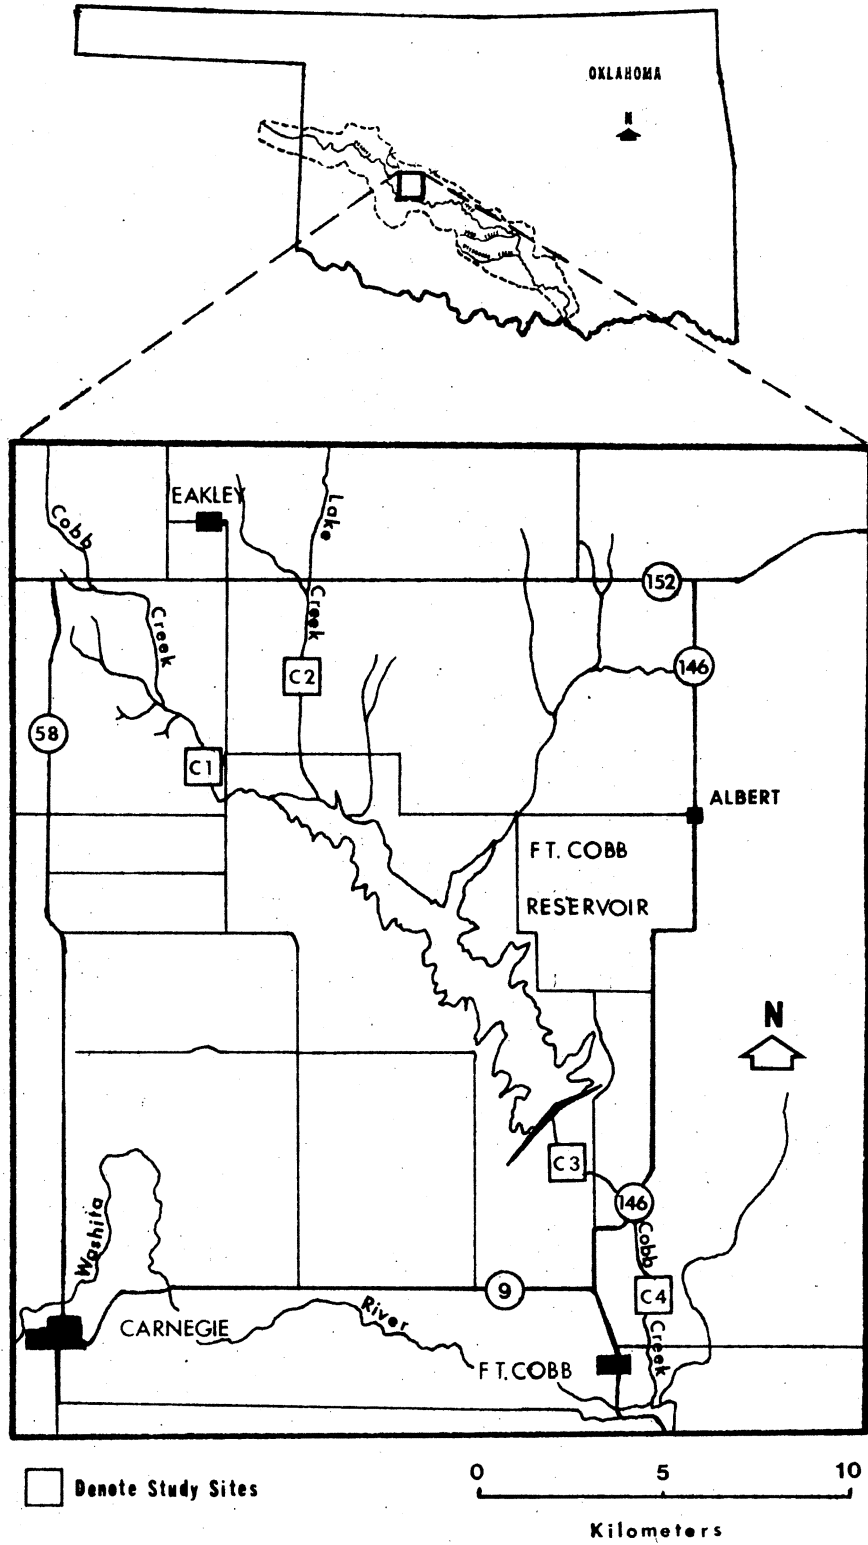 OKLAHOMA
N
EAKLEY
Cobb
Creek
Lake
Creek
152
146
C2
58
C1
ALBERT
FT. COBB
RESERVOIR
N
C3
146
Washita
Cobb
9
C4
CARNEGIE
River
Creek
FT. COBB
Denote Study Sites
0 5 10
Kilometers